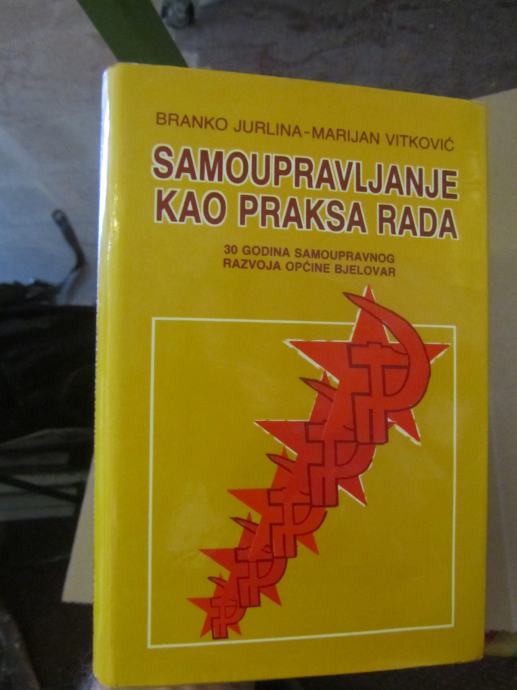 BRANKO JURLINA-MARIJAN VITKOVIĆ
SAMOUPRAVLJANJE
KAO PRAKSA RADA
30 GODINA SAMOUPRAVNOG
RAZVOJA OPĆINE BJELOVAR